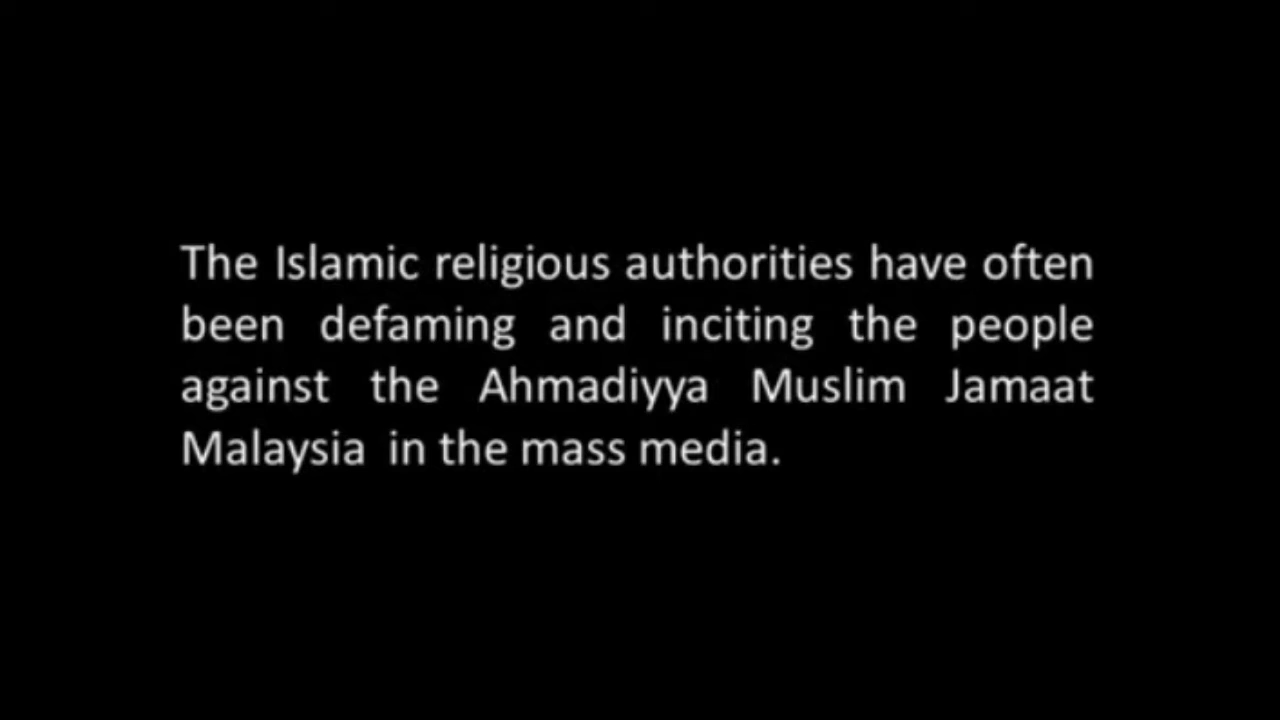 The Islamic religious authorities have often
been defaming and inciting the people
against the Ahmadiyya Muslim Jamaat
Malaysia in the mass media.